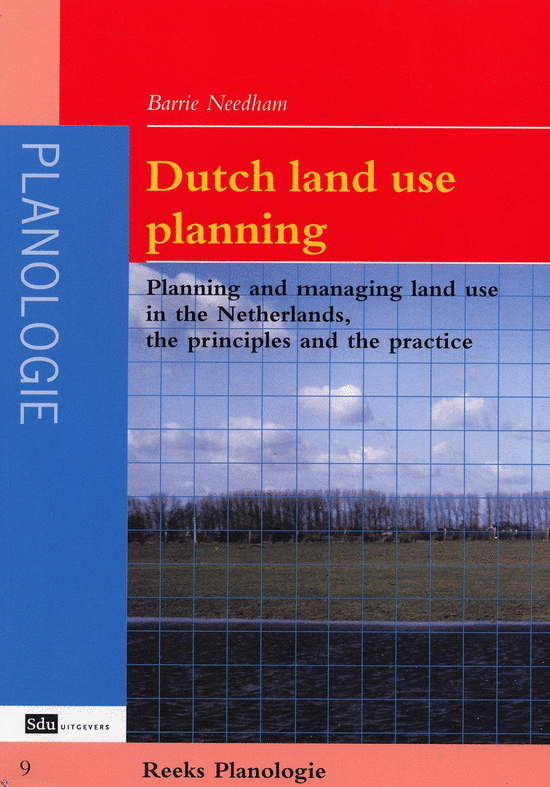 Barrie Needham
Dutch land use
planning
Planning and managing land use
in the Netherlands,
the principles and the practice
PLANOLOGIE
Sdu UITGEVERS
9
Reeks Planologie